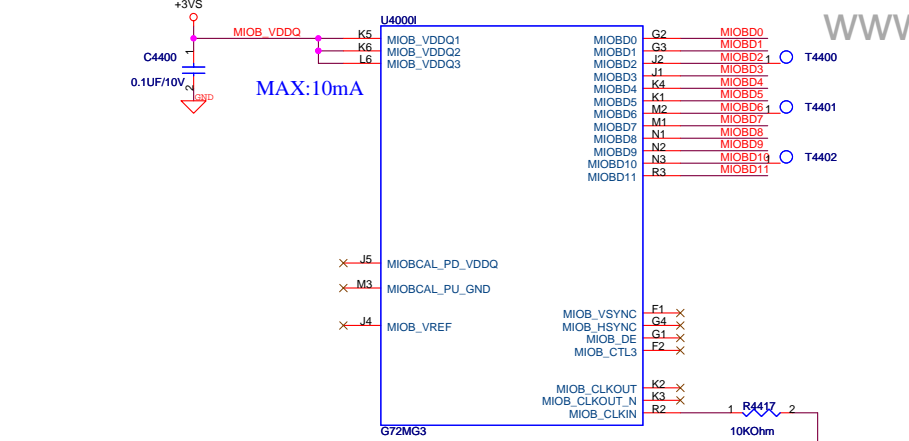 +3VS
WWW
U4000I
MIOB_VDDQ
K5
MIOB_VDDQ1
K6
MIOB_VDDQ2
L6
MIOB_VDDQ3
C4400
1
0.1UF/10V
2
GND
MAX:10mA
MIOBD0 G2 MIOBD0
MIOBD1 G3 MIOBD1
MIOBD2 J2 MIOBD2 1 T4400
MIOBD3 J1 MIOBD3
MIOBD4 K4 MIOBD4
MIOBD5 K1 MIOBD5
MIOBD6 M2 MIOBD6 1 T4401
MIOBD7 M1 MIOBD7
MIOBD8 N1 MIOBD8
MIOBD9 N2 MIOBD9
MIOBD10 N3 MIOBD10 1 T4402
MIOBD11 R3 MIOBD11
J5 MIOBCAL_PD_VDDQ
M3 MIOBCAL_PU_GND
J4 MIOB_VREF
MIOB_VSYNC F1
MIOB_HSYNC G4
MIOB_DE G1
MIOB_CTL3 F2
MIOB_CLKOUT K2
MIOB_CLKOUT_N K3
MIOB_CLKIN R2
1 R4417 2
10KOhm
G72MG3